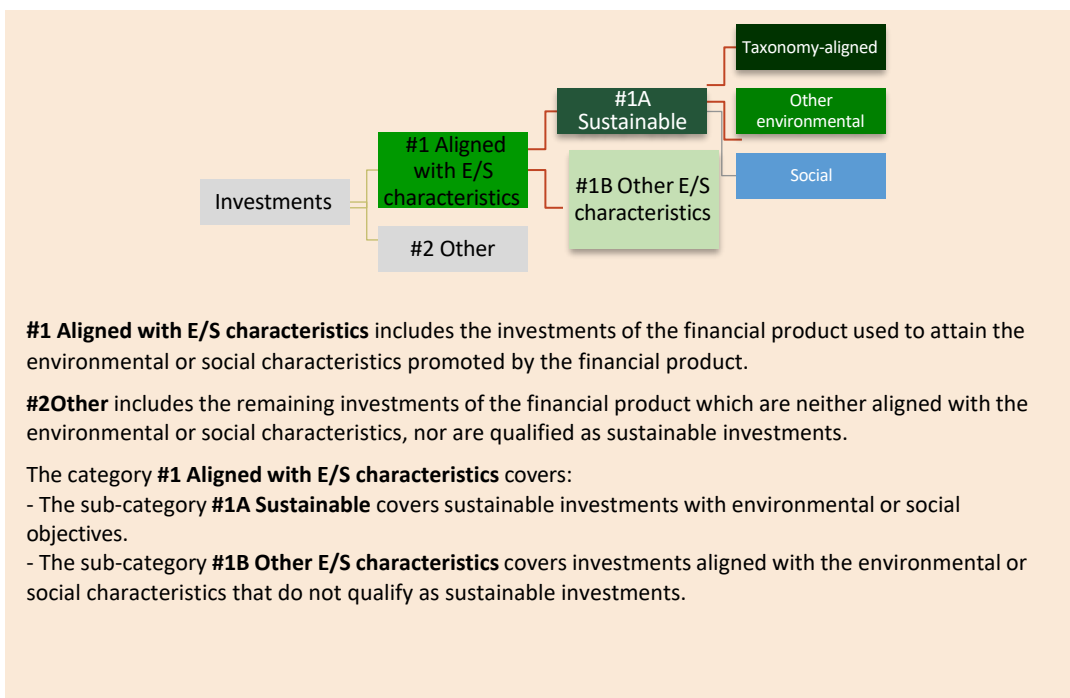 Taxonomy-aligned
#1A
Sustainable
Other
environmental
#1 Aligned
with E/S
characteristics
#1B Other E/S
characteristics
Social
Investments
#2 Other
#1 Aligned with E/S characteristics includes the investments of the financial product used to attain the
environmental or social characteristics promoted by the financial product.
#2Other includes the remaining investments of the financial product which are neither aligned with the
environmental or social characteristics, nor are qualified as sustainable investments.
The category #1 Aligned with E/S characteristics covers:
- The sub-category #1A Sustainable covers sustainable investments with environmental or social
objectives.
- The sub-category #1B Other E/S characteristics covers investments aligned with the environmental or
social characteristics that do not qualify as sustainable investments.